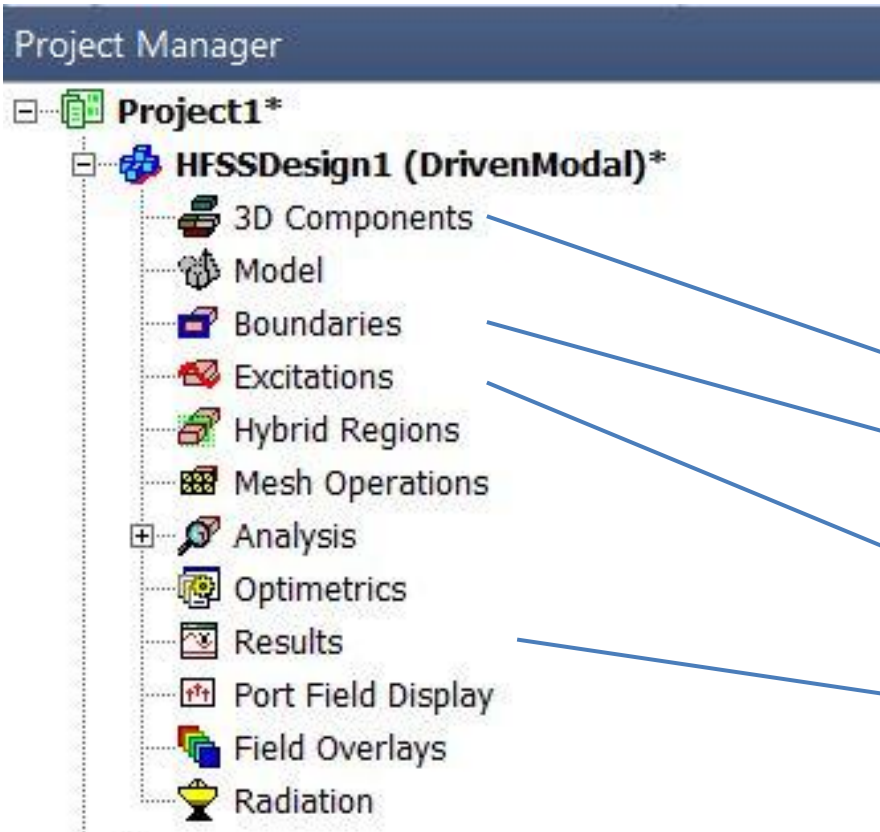 Project Manager
Project1*
HFSSDesign1 (DrivenModal)*
3D Components
Model
Boundaries
Excitations
Hybrid Regions
Mesh Operations
Analysis
Optimetrics
Results
Port Field Display
Field Overlays
Radiation